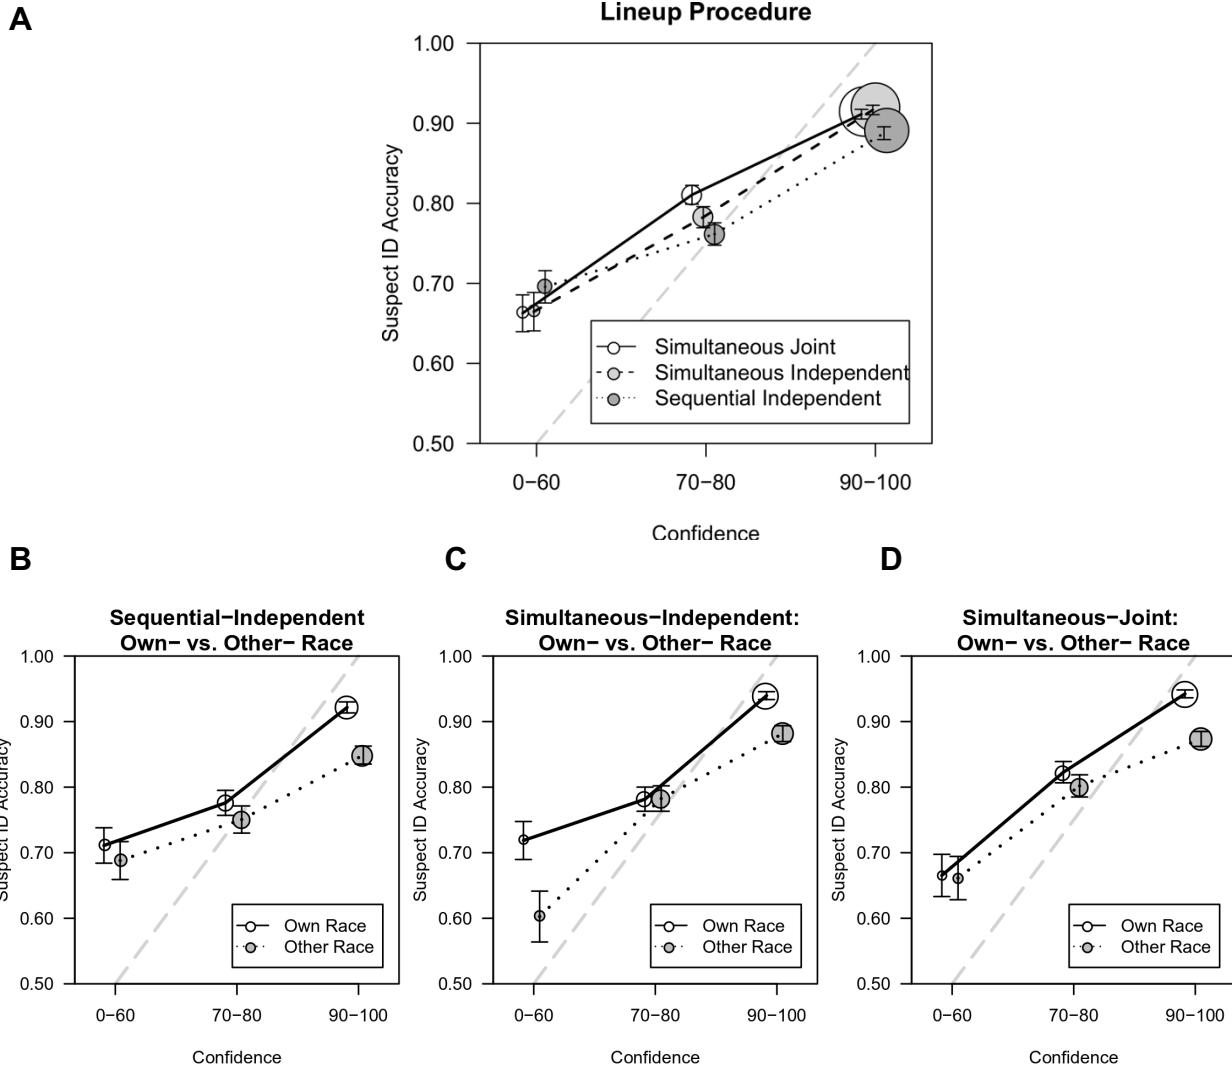 A
Lineup Procedure
1.00
0.90
0.80
0.70
0.60
0.50
Suspect ID Accuracy
Simultaneous Joint
Simultaneous Independent
Sequential Independent
0−60
70−80
90−100
Confidence
B
Sequential−Independent
Own− vs. Other− Race
1.00
0.90
0.80
0.70
0.60
0.50
Suspect ID Accuracy
Own Race
Other Race
0−60
70−80
90−100
Confidence
C
Simultaneous−Independent:
Own− vs. Other− Race
1.00
0.90
0.80
0.70
0.60
0.50
Suspect ID Accuracy
Own Race
Other Race
0−60
70−80
90−100
Confidence
D
Simultaneous−Joint:
Own− vs. Other− Race
1.00
0.90
0.80
0.70
0.60
0.50
Suspect ID Accuracy
Own Race
Other Race
0−60
70−80
90−100
Confidence